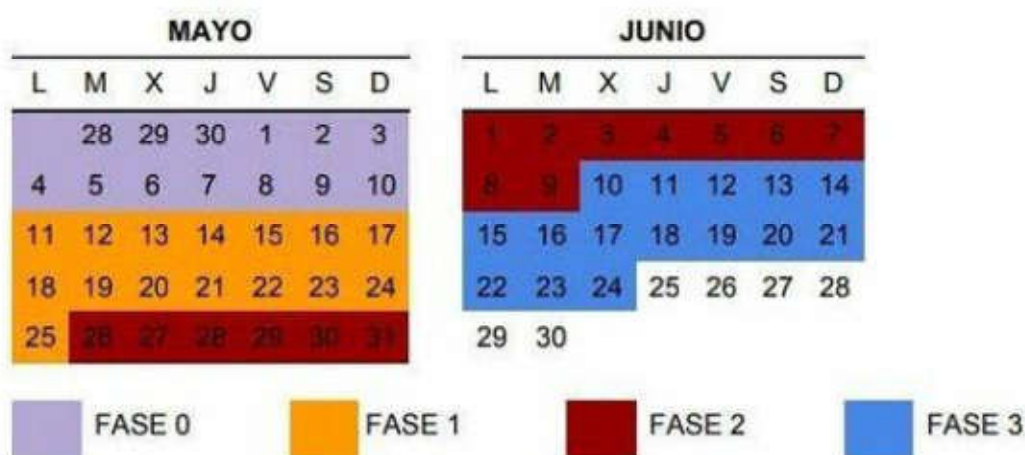 MAYO
L M X J V S D
28 29 30 1 2 3
4 5 6 7 8 9 10
11 12 13 14 15 16 17
18 19 20 21 22 23 24
25 26 27 28 29 30 31
JUNIO
L M X J V S D
1 2 3 4 5 6 7
8 9 10 11 12 13 14
15 16 17 18 19 20 21
22 23 24 25 26 27 28
29 30
FASE 0 FASE 1 FASE 2 FASE 3